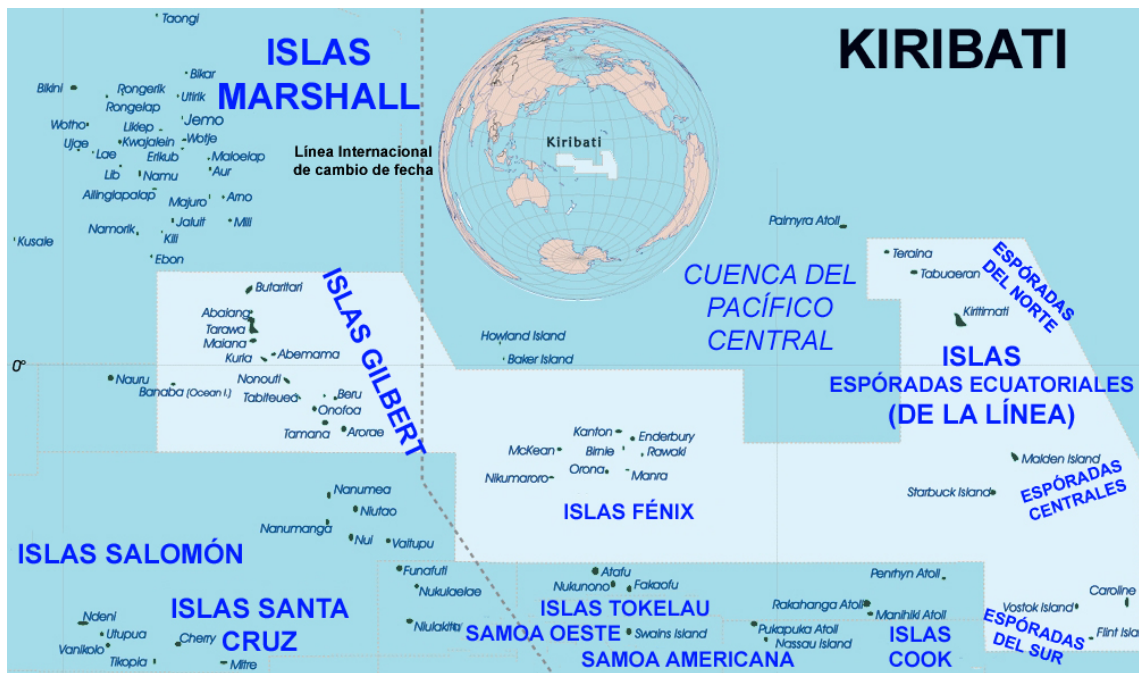 Taongi
ISLAS
MARSHALL
KIRIBATI
Bikar
Bikini
Rongerik
Utirik
Rongelap
Jemo
Wotho
Likiep
Ujae
Kwajalein
Wotje
Lae
Erikub
Maloelap
Lib
Namu
Aur
Ailinglapalap
Majuro
Arno
Jaluit
Mili
Namorik
Kili
Kusaie
Ebon
Línea Internacional
de cambio de fecha
Kiribati
Palmyra Atoll
Teraina
Tabuaeran
ESPÓRADAS
DEL NORTE
Kiritimati
CUENCA DEL
PACÍFICO
CENTRAL
ISLAS
ESPÓRADAS ECUATORIALES
(DE LA LÍNEA)
Butaritari
ISLAS GILBERT
Abaiang
Tarawa
Maiana
Abemama
Kuria
Howland Island
Baker Island
0°
Nauru
Banaba (Ocean I.)
Nonouti
Tabiteuea
Beru
Onotoa
Tamana
Arorae
Kanton
Enderbury
McKean
Birnie
Rawaki
Orona
Manra
Nikumaroro
ISLAS FÉNIX
Malden Island
Starbuck Island
ESPÓRADAS
CENTRALES
Nanumea
Niutao
Nanumanga
Nui
Vaitupu
ISLAS SALOMÓN
Funafuti
Nukulaelae
Niulakita
ISLAS SANTA
CRUZ
Ndeni
Utupua
Vanikolo
Cherry
Tikopia
Mitre
Atafu
Nukunono
Fakaofu
ISLAS TOKELAU
SAMOA OESTE
Swains Island
SAMOA AMERICANA
Penrhyn Atoll
Rakahanga Atoll
Manihiki Atoll
Pukapuka Atoll
Nassau Island
ISLAS
COOK
Caroline
Vostok Island
Flint Isl
ESPÓRADAS
DEL SUR